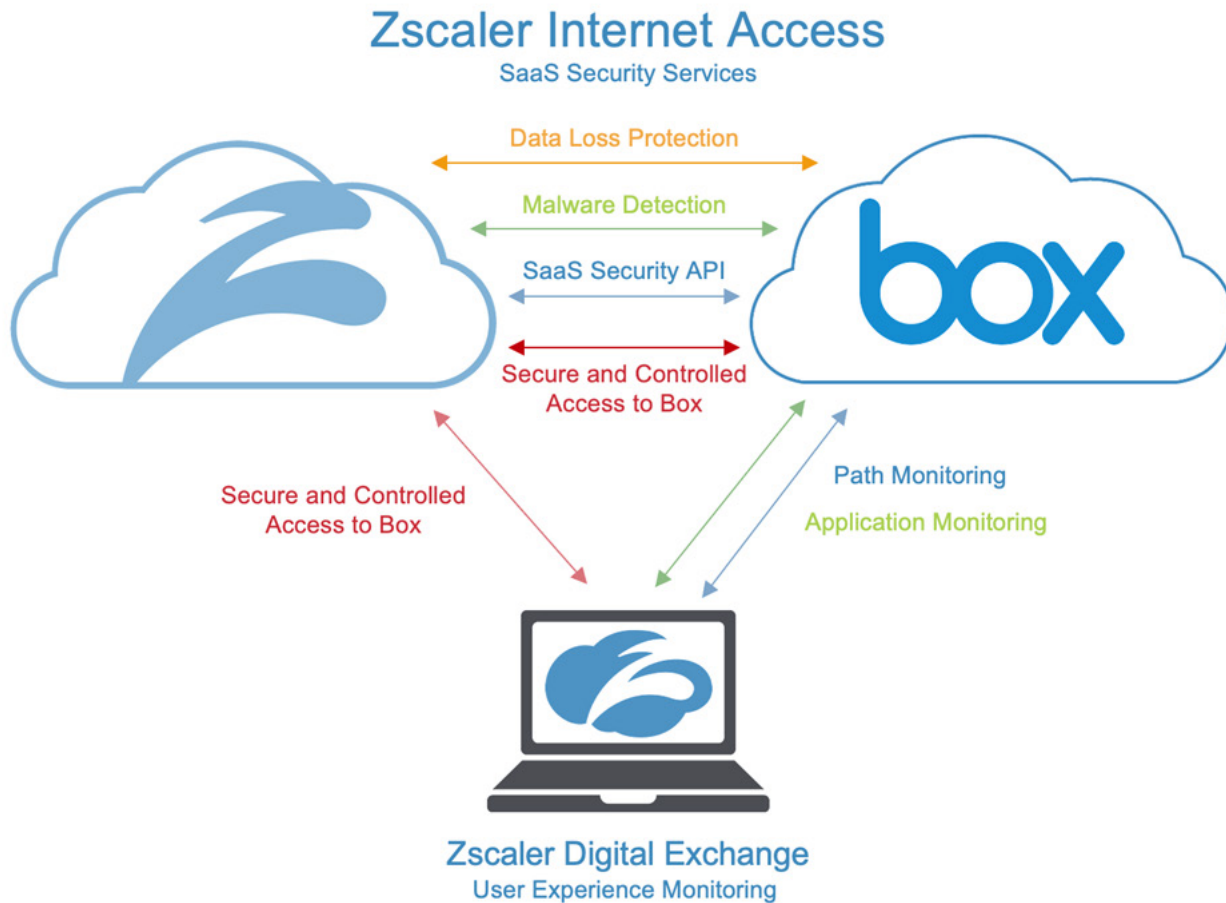 Zscaler Internet Access
SaaS Security Services
Data Loss Protection
Malware Detection
SaaS Security API
box
Secure and Controlled
Access to Box
Path Monitoring
Secure and Controlled
Access to Box
Application Monitoring
Zscaler Digital Exchange
User Experience Monitoring